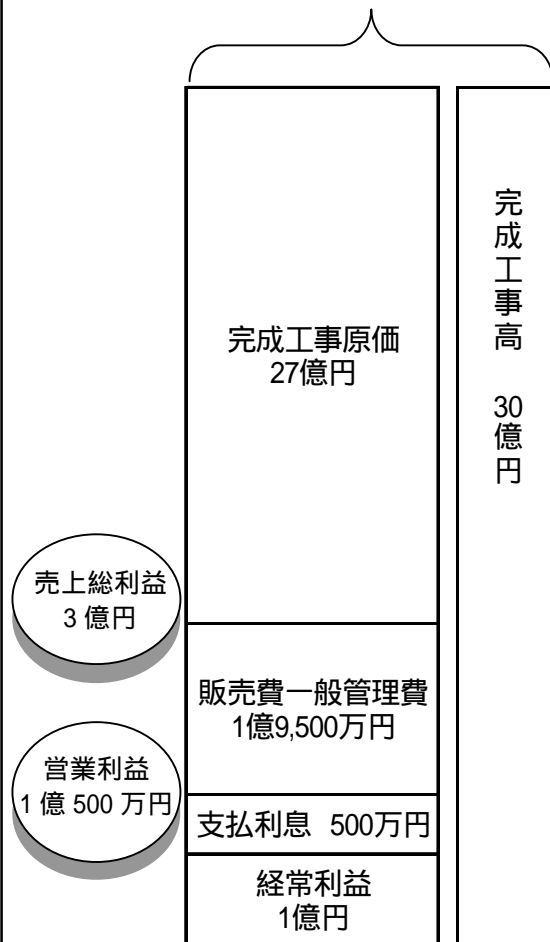 完成工事原価
27億円
完成工事高 30億円
売上総利益
3億円
販売費一般管理費
1億9,500万円
営業利益
1億500万円
支払利息 500万円
経常利益
1億円